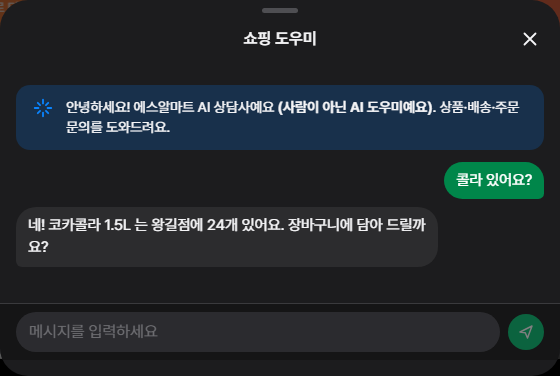 쇼핑 도우미
안녕하세요! 에스알마트 AI 상담사예요 (사람이 아닌 AI 도우미예요). 상품·배송·주문
문의를 도와드려요.
콜라 있어요?
네! 코카콜라 1.5L 는 왕길점에 24개 있어요. 장바구니에 담아 드릴까
요?
메시지를 입력하세요